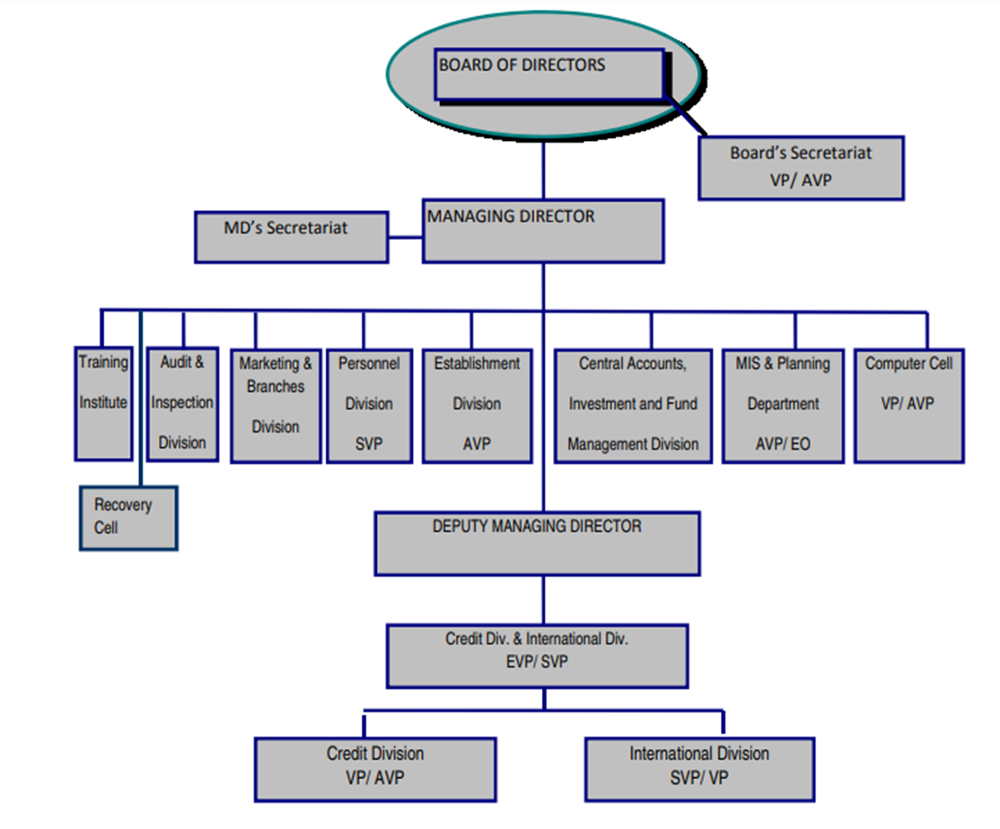 BOARD OF DIRECTORS
Board’s Secretariat
VP/ AVP
MANAGING DIRECTOR
MD’s Secretariat
Training
Institute
Audit &
Inspection
Division
Marketing &
Branches
Division
Personnel
Division
SVP
Establishment
Division
AVP
Central Accounts,
Investment and Fund
Management Division
MIS & Planning
Department
AVP/ EO
Computer Cell
VP/ AVP
Recovery
Cell
DEPUTY MANAGING DIRECTOR
Credit Div. & International Div.
EVP/ SVP
Credit Division
VP/ AVP
International Division
SVP/ VP